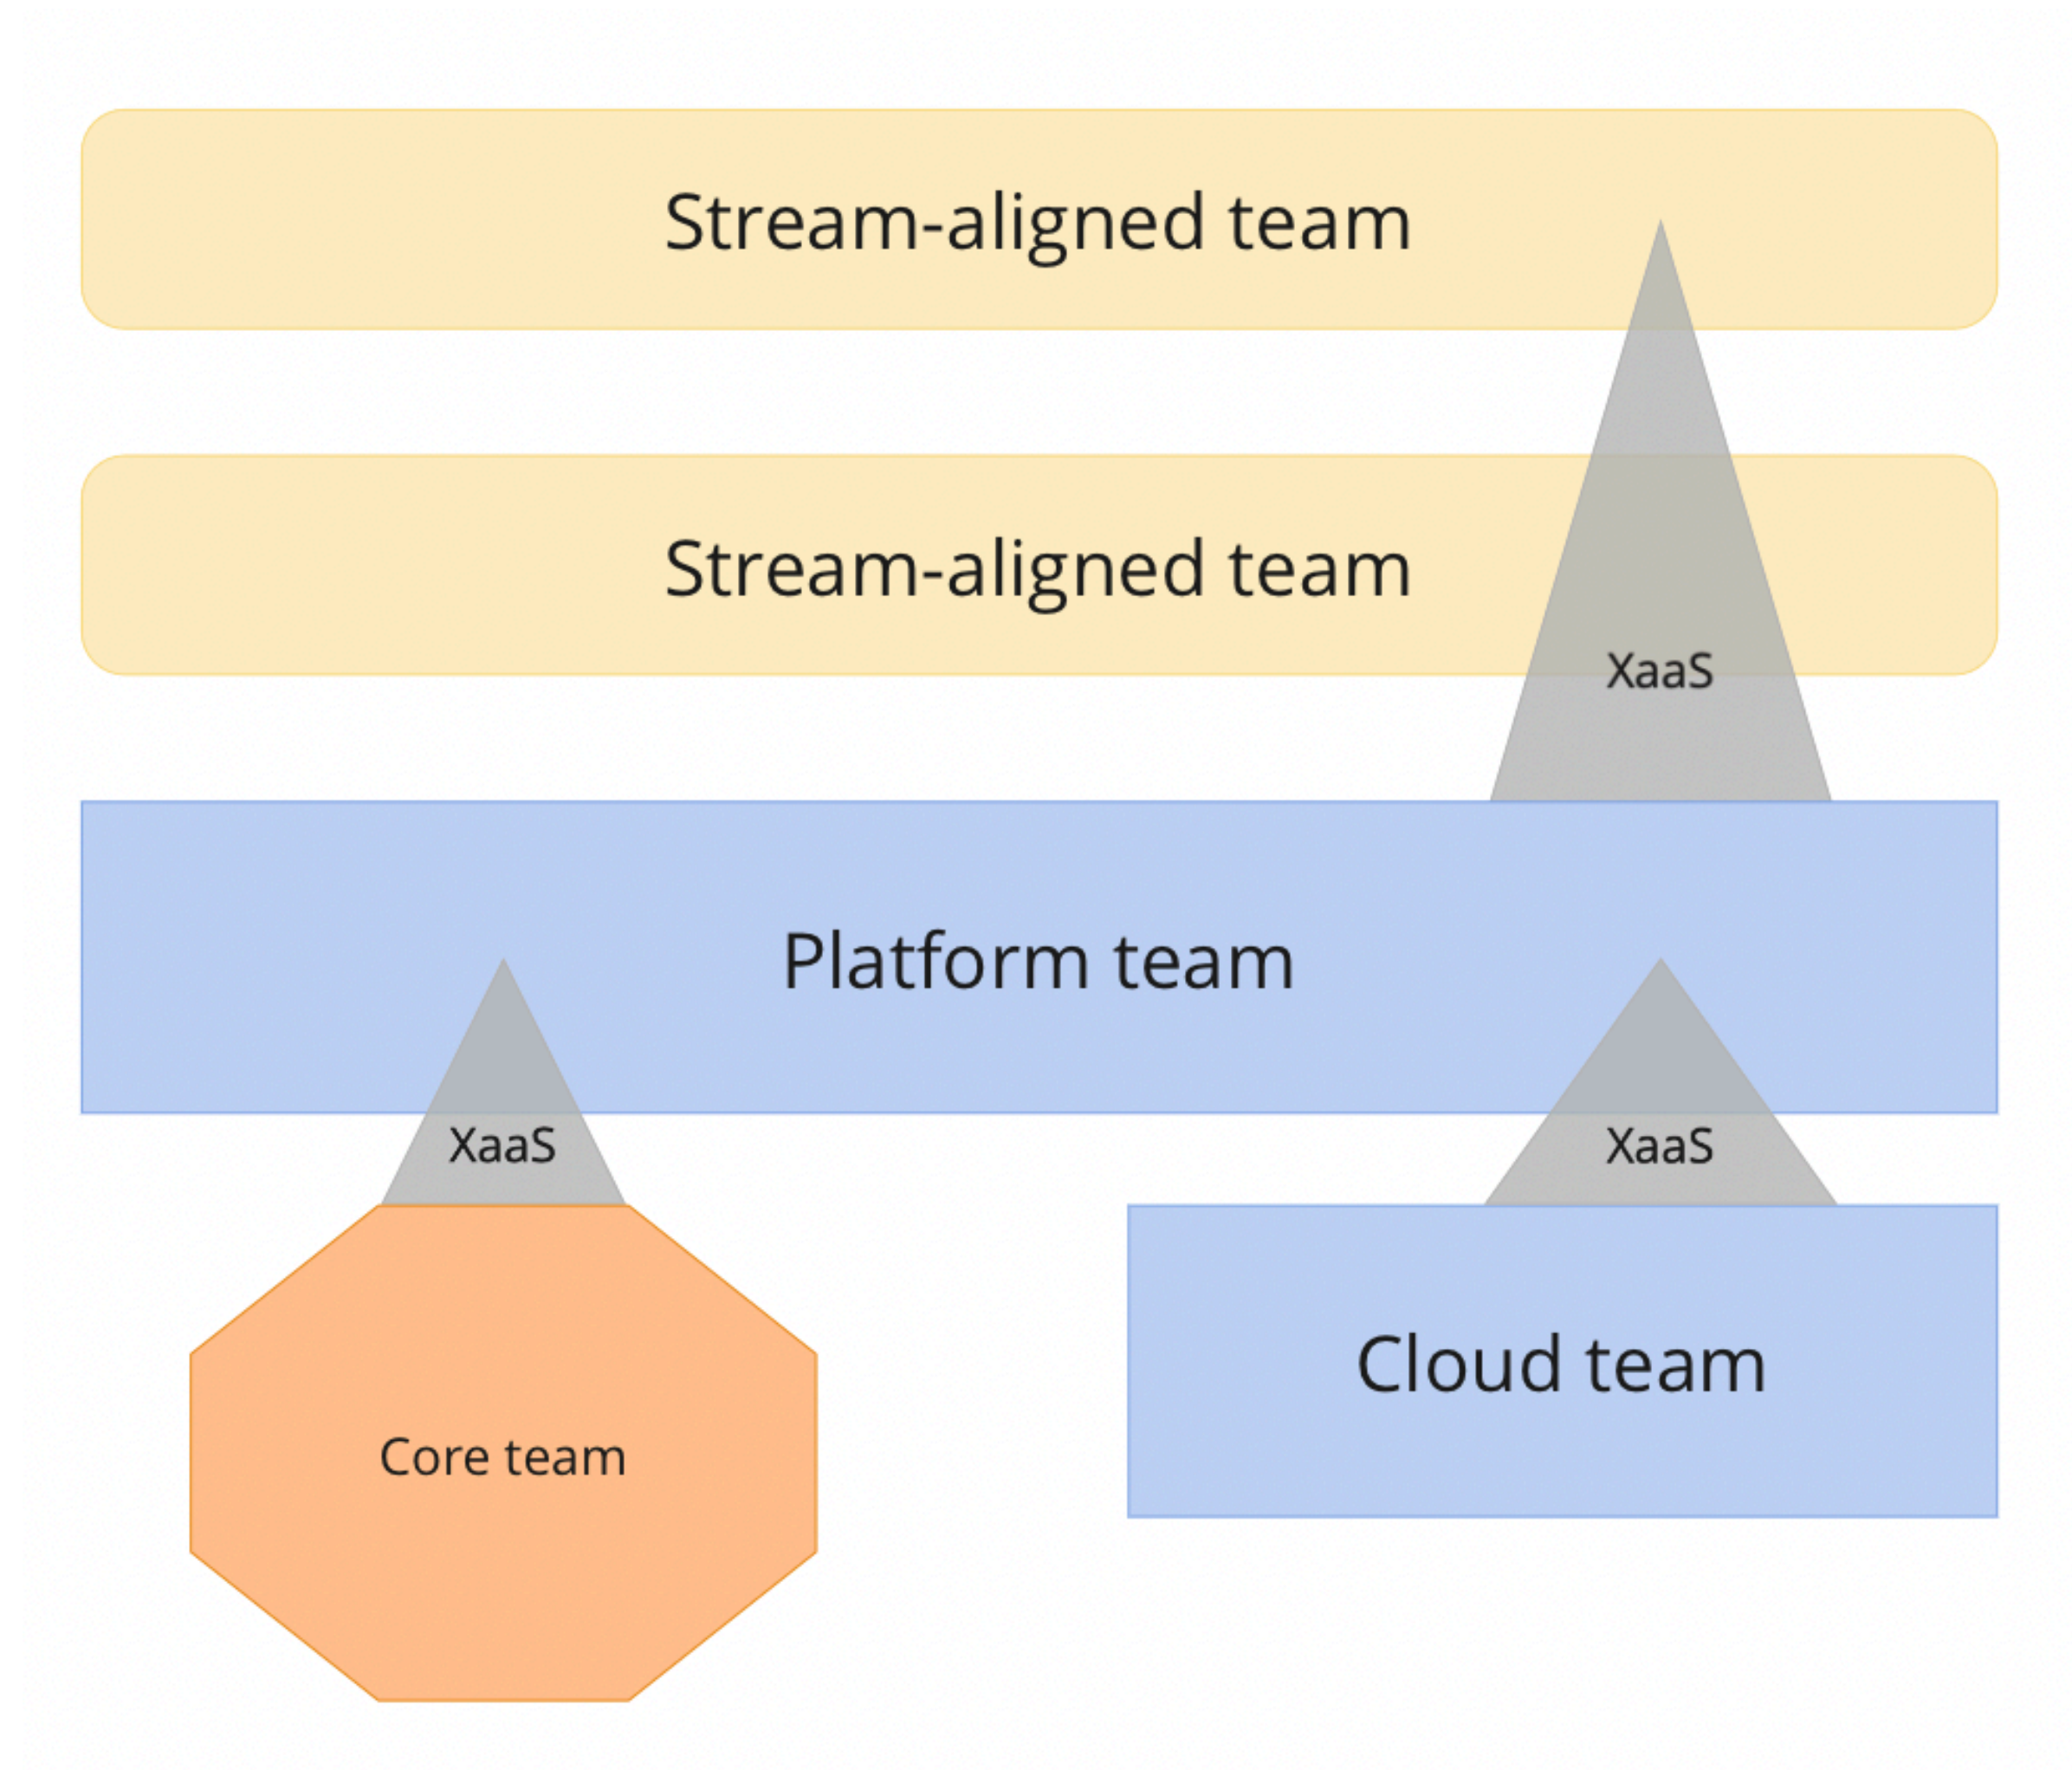 Stream-aligned team
Stream-aligned team
XaaS
Platform team
XaaS
XaaS
Cloud team
Core team